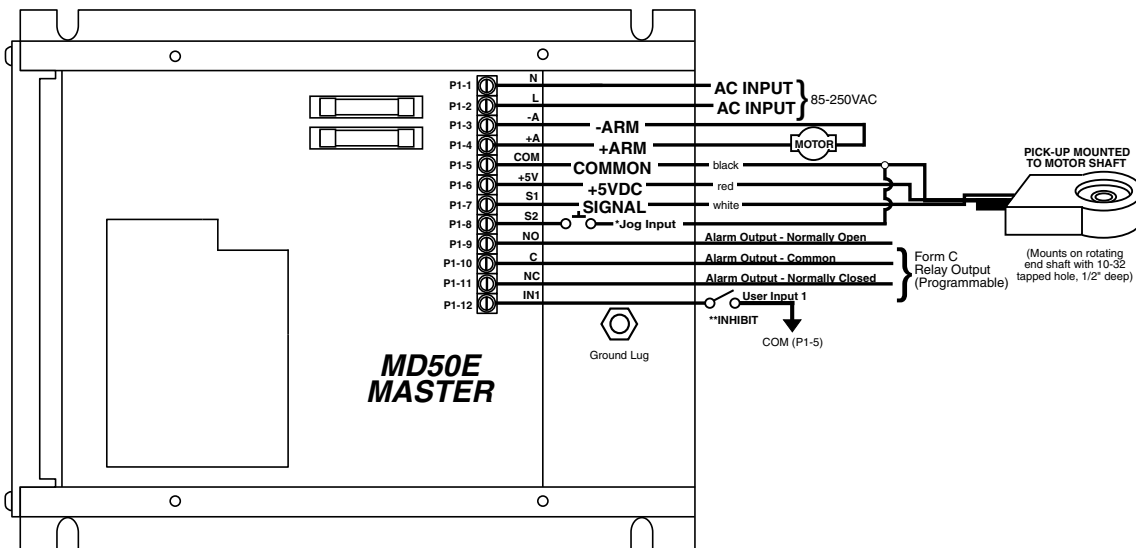 P1-1 N AC INPUT
P1-2 L AC INPUT
85-250VAC
P1-3 -A -ARM
P1-4 +A +ARM
MOTOR
P1-5 COM COMMON black
P1-6 +5V +5VDC red
P1-7 S1 SIGNAL white
P1-8 S2 *Jog Input
P1-9 NO Alarm Output - Normally Open
P1-10 C Alarm Output - Common
P1-11 NC Alarm Output - Normally Closed
P1-12 IN1 User Input 1
**INHIBIT
COM (P1-5)
Form C
Relay Output
(Programmable)
PICK-UP MOUNTED
TO MOTOR SHAFT
(Mounts on rotating
end shaft with 10-32
tapped hole, 1/2" deep)
Ground Lug
MD50E
MASTER